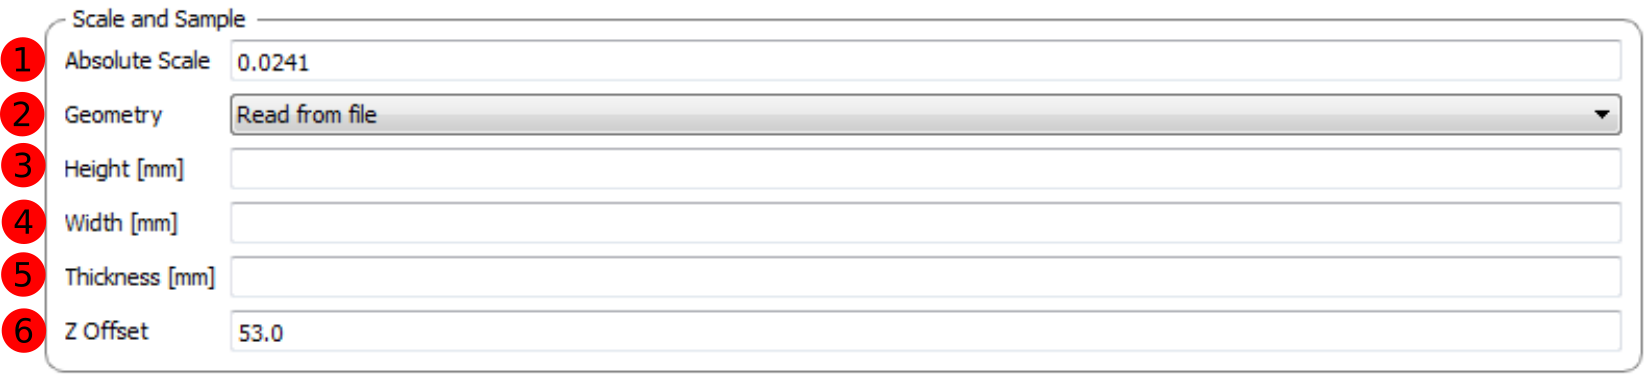 Scale and Sample
1 Absolute Scale 0.0241
2 Geometry Read from file
3 Height [mm]
4 Width [mm]
5 Thickness [mm]
6 Z Offset 53.0